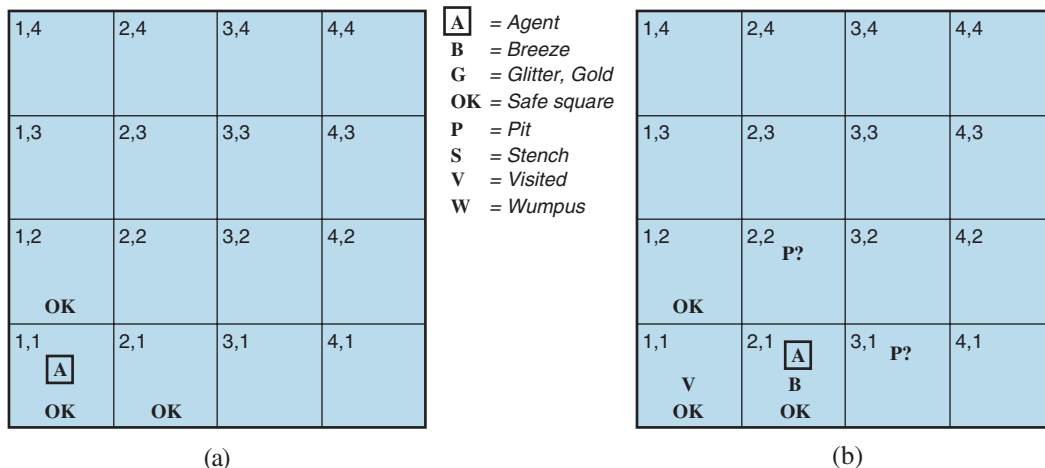 1,4 2,4 3,4 4,4
1,3 2,3 3,3 4,3
1,2 2,2 3,2 4,2
OK
1,1 2,1 3,1 4,1
A
OK OK
(a)
A = Agent
B = Breeze
G = Glitter, Gold
OK = Safe square
P = Pit
S = Stench
V = Visited
W = Wumpus
1,4 2,4 3,4 4,4
1,3 2,3 3,3 4,3
1,2 2,2 3,2 4,2
P?
OK
1,1 2,1 3,1 4,1
A P?
V B
OK OK
(b)